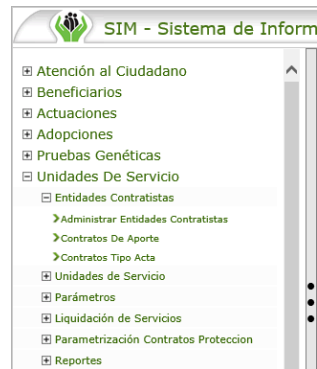 SIM - Sistema de Inform
Atención al Ciudadano
Beneficiarios
Actuaciones
Adopciones
Pruebas Genéticas
Unidades De Servicio
Entidades Contratistas
Administrar Entidades Contratistas
Contratos De Aporte
Contratos Tipo Acta
Unidades de Servicio
Parámetros
Liquidación de Servicios
Parametrización Contratos Proteccion
Reportes